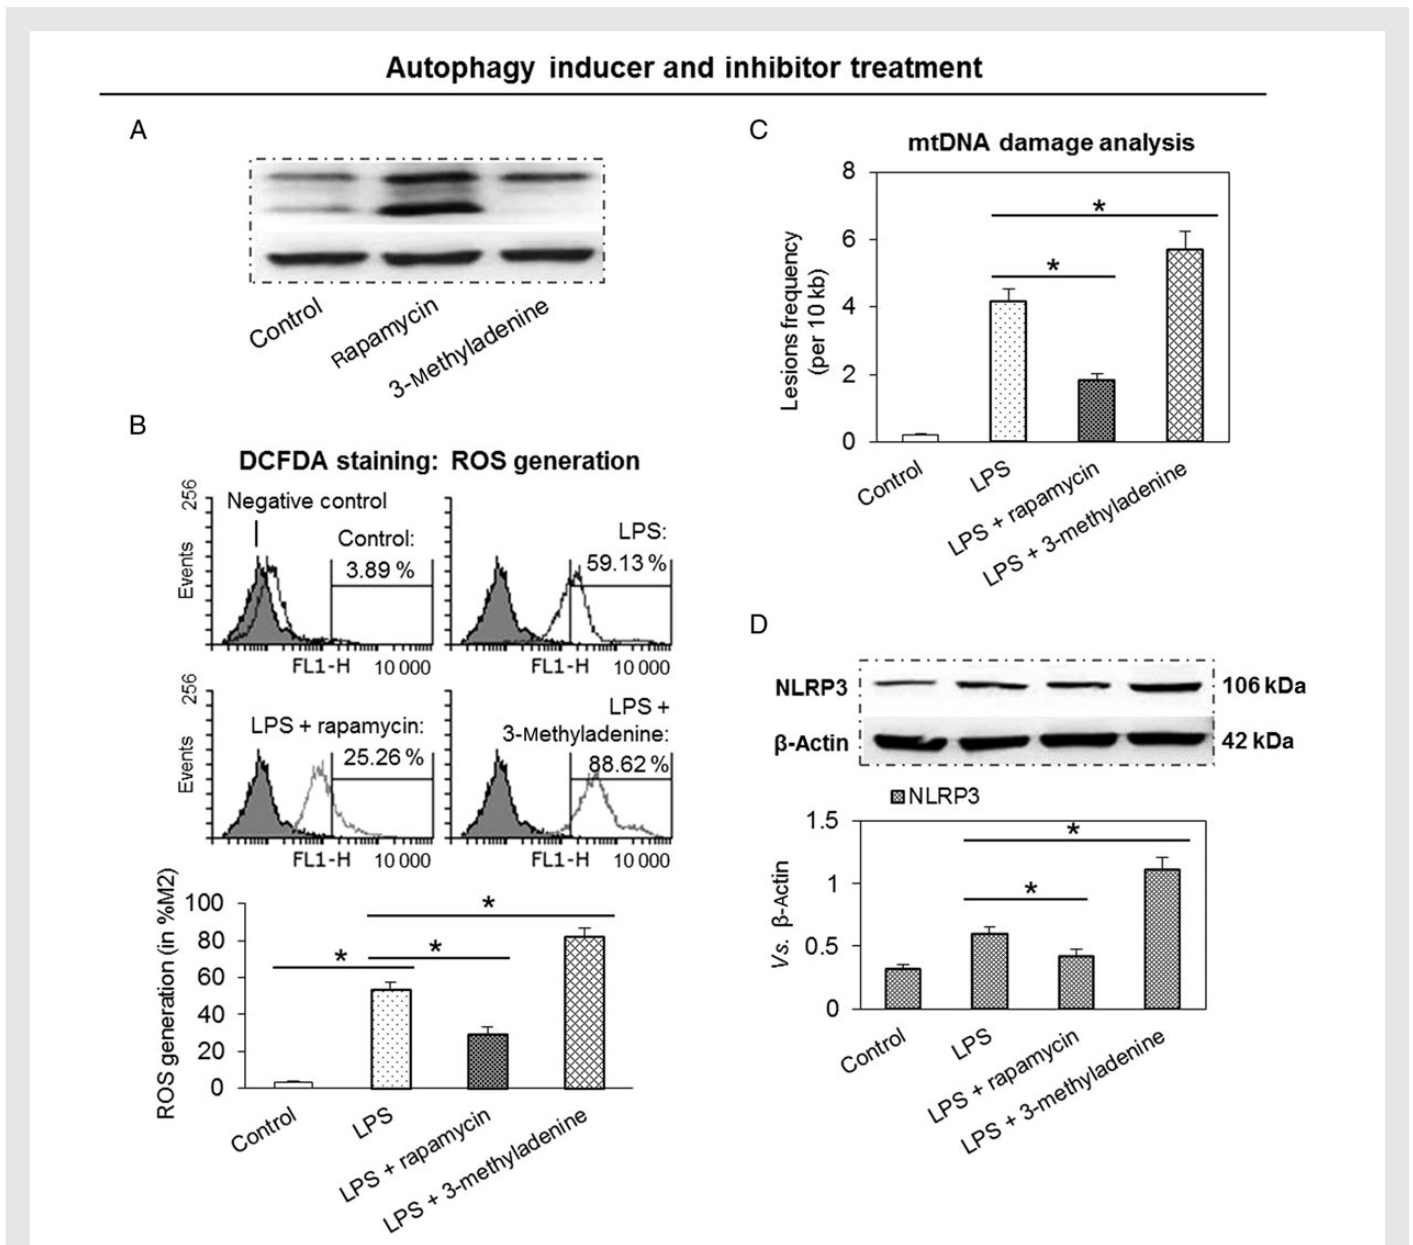 Autophagy inducer and inhibitor treatment
A
Control
Rapamycin
3-Methyladenine
B
DCFDA staining: ROS generation
256
Events
Negative control
Control:
3.89 %
FL1-H
10 000
LPS:
59.13 %
FL1-H
10 000
256
Events
LPS + rapamycin:
25.26 %
FL1-H
10 000
LPS +
3-Methyladenine:
88.62 %
FL1-H
10 000
ROS generation (in %M2)
100
80
60
40
20
0
*
*
*
Control
LPS
LPS + rapamycin
LPS + 3-methyladenine
C
mtDNA damage analysis
Lesions frequency
(per 10 kb)
8
6
4
2
0
*
*
Control
LPS
LPS + rapamycin
LPS + 3-methyladenine
D
NLRP3
106 kDa
β-Actin
42 kDa
NLRP3
Vs. β-Actin
1.5
1
0.5
0
*
*
Control
LPS
LPS + rapamycin
LPS + 3-methyladenine